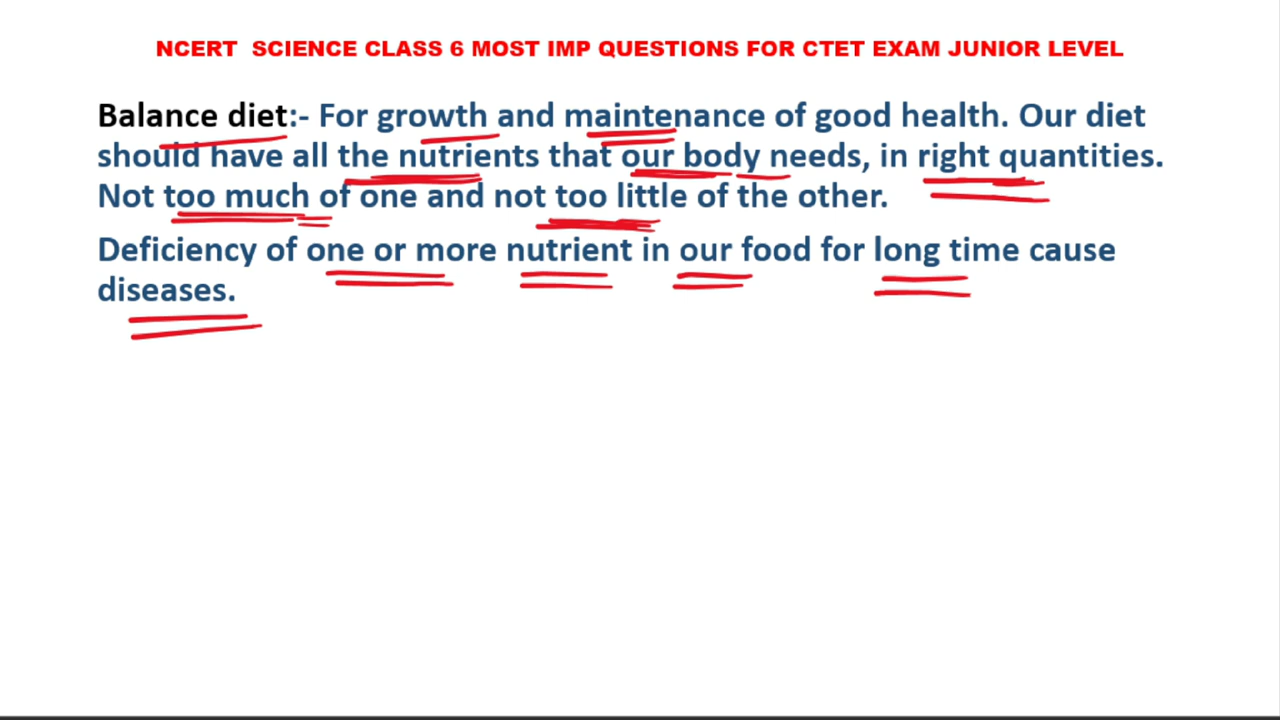 NCERT SCIENCE CLASS 6 MOST IMP QUESTIONS FOR CTET EXAM JUNIOR LEVEL
Balance diet:- For growth and maintenance of good health. Our diet
should have all the nutrients that our body needs, in right quantities.
Not too much of one and not too little of the other.
Deficiency of one or more nutrient in our food for long time cause
diseases.